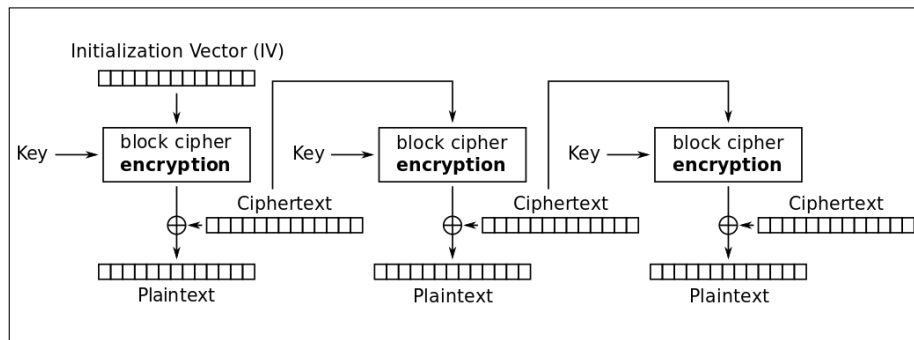 Initialization Vector (IV)
Key
block cipher
encryption
Ciphertext
Plaintext
Key
block cipher
encryption
Ciphertext
Plaintext
Key
block cipher
encryption
Ciphertext
Plaintext